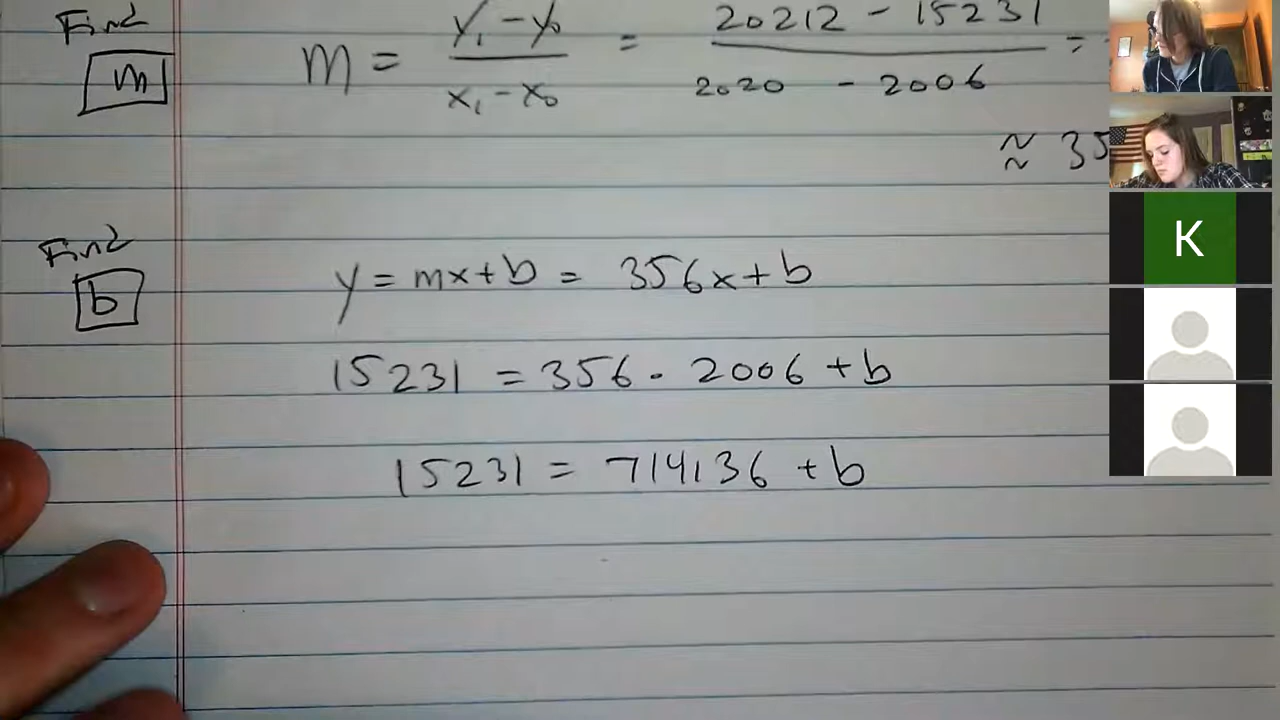 Find
m
m = y₁ - y₀ / x₁ - x₀ = 20212 - 15231 / 2020 - 2006 =
≈ 35
Find
b
y = mx + b = 356x + b
15231 = 356 · 2006 + b
15231 = 714136 + b
K